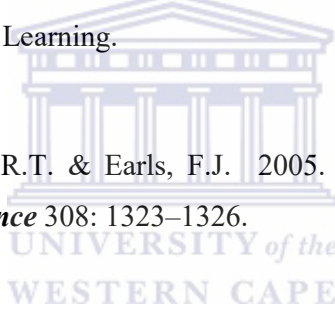 Learning.
R.T. & Earls, F.J. 2005.
nce 308: 1323–1326.
UNIVERSITY of the
WESTERN CAPE